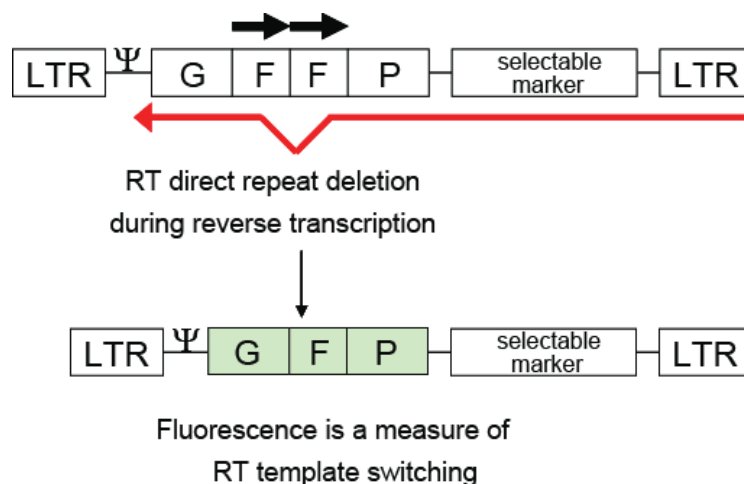 LTR Ψ G F F P selectable marker LTR
RT direct repeat deletion
during reverse transcription
LTR Ψ G F P selectable marker LTR
Fluorescence is a measure of
RT template switching